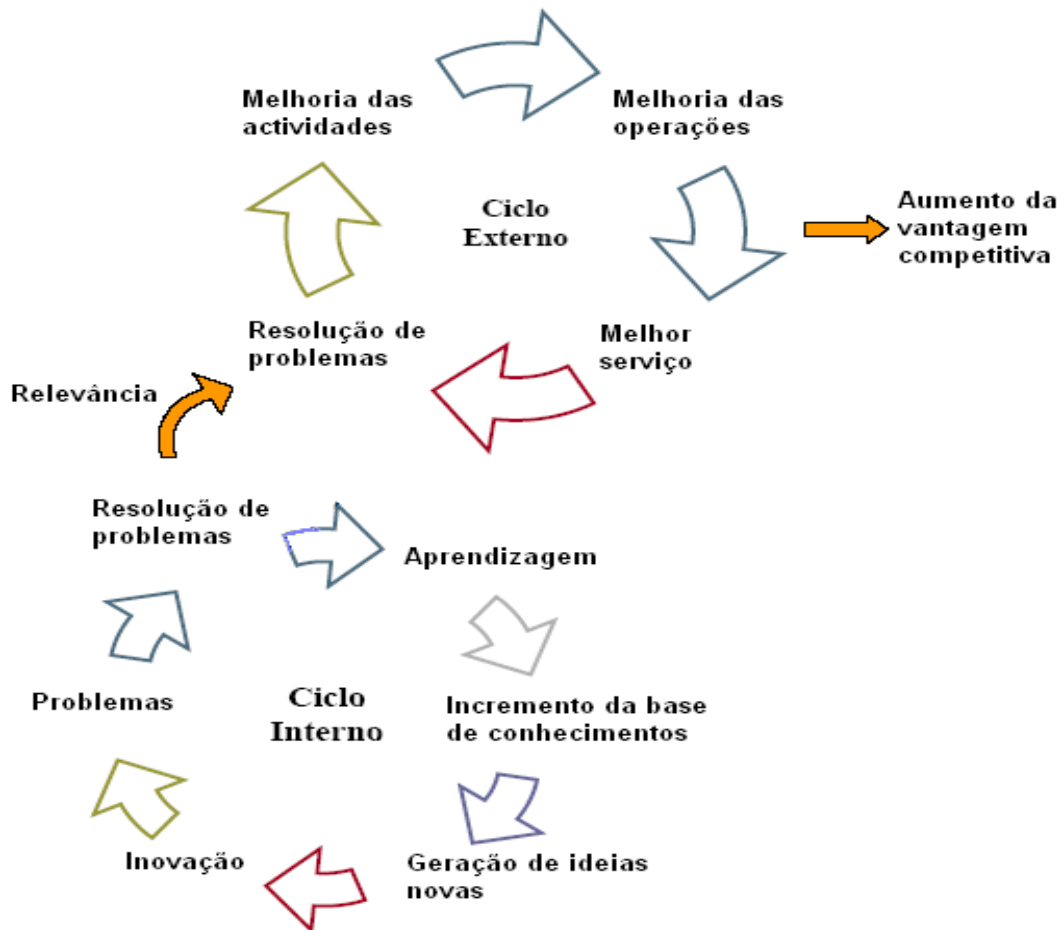 Melhoria das
actividades
Melhoria das
operações
Ciclo
Externo
Aumento da
vantagem
competitiva
Resolução de
problemas
Melhor
serviço
Relevância
Resolução de
problemas
Aprendizagem
Problemas
Ciclo
Interno
Incremento da base
de conhecimentos
Inovação
Geração de ideias
novas